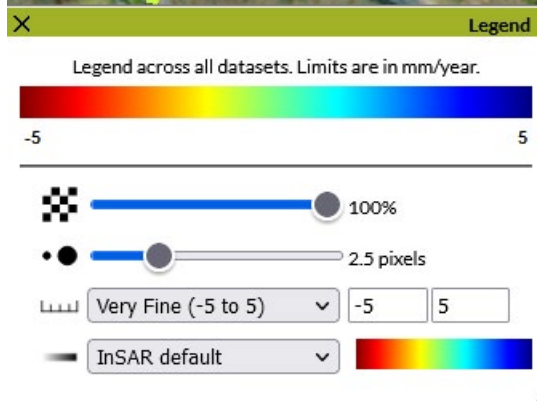 Legend
Legend across all datasets. Limits are in mm/year.
-5 5
100%
2.5 pixels
Very Fine (-5 to 5) -5 5
InSAR default